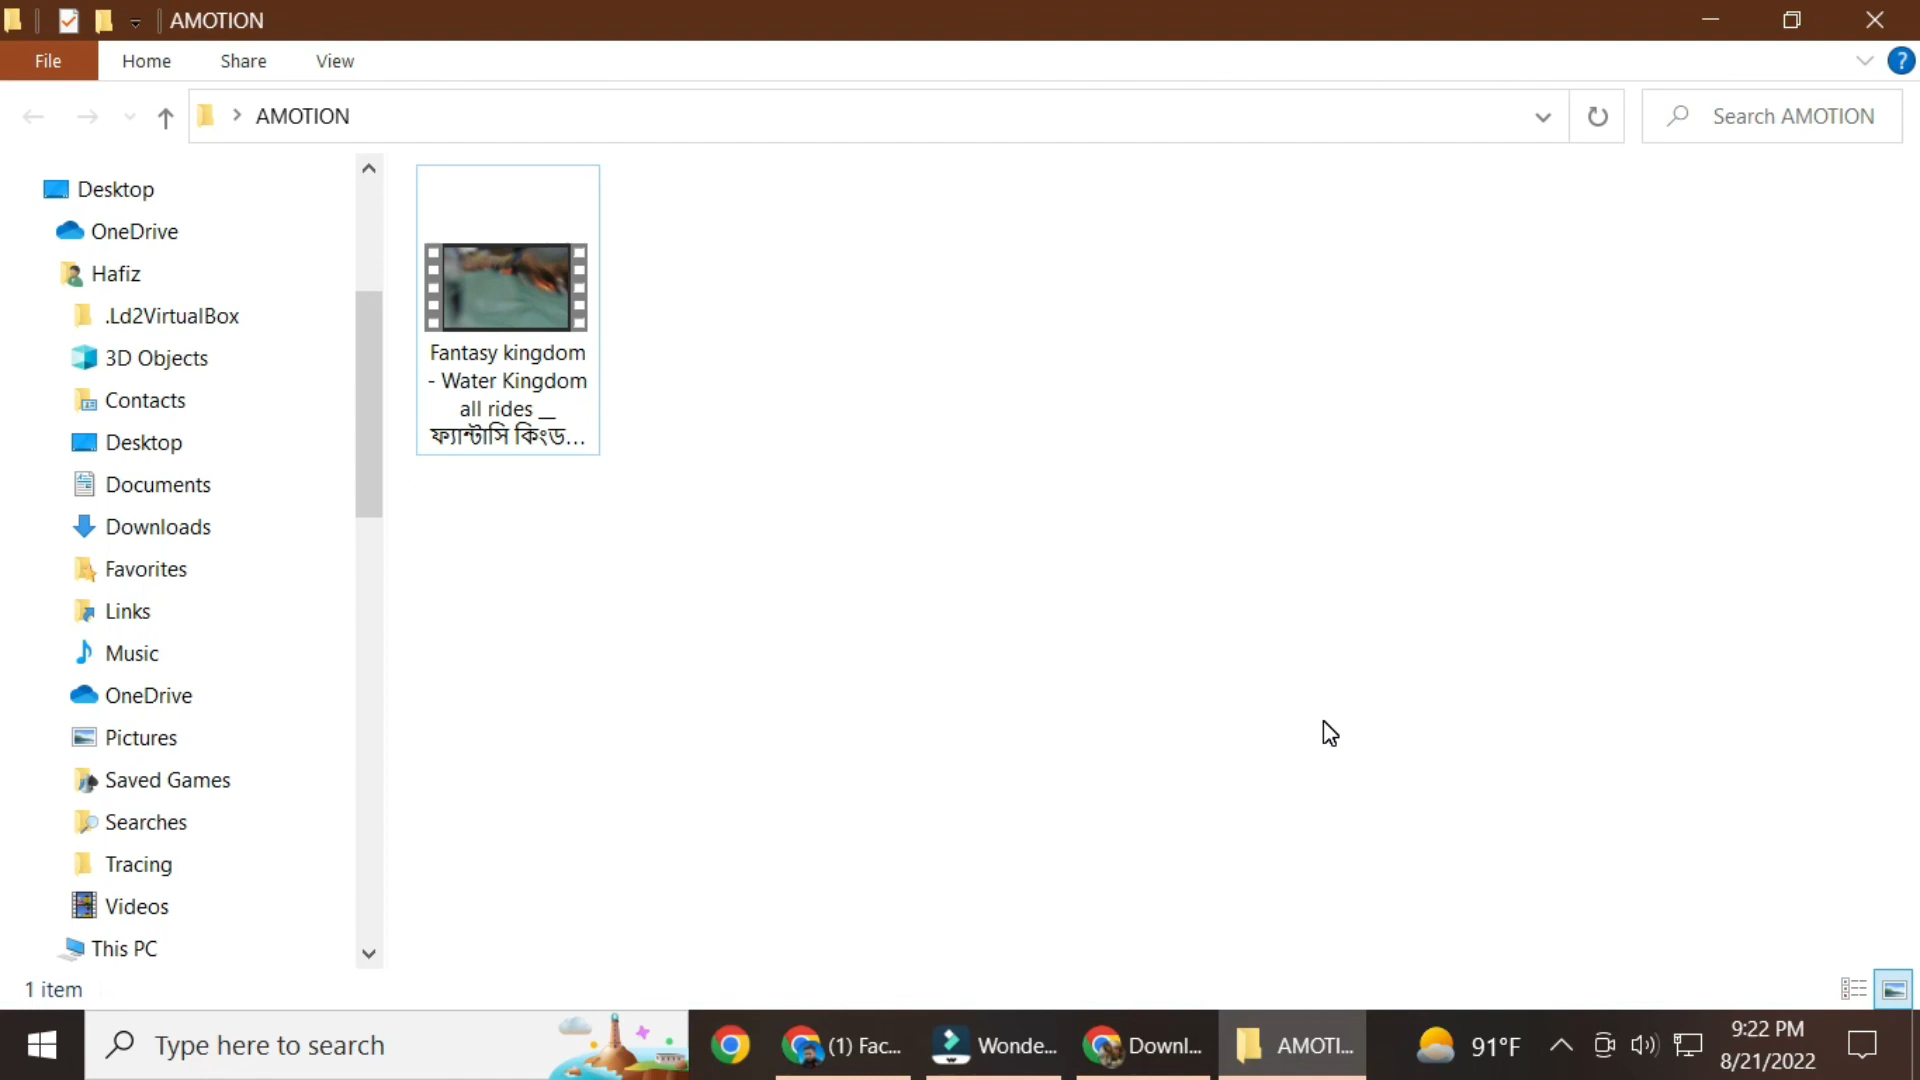 AMOTION
File Home Share View
AMOTION
Search AMOTION
Desktop
OneDrive
Hafiz
.Ld2VirtualBox
3D Objects
Contacts
Desktop
Documents
Downloads
Favorites
Links
Music
OneDrive
Pictures
Saved Games
Searches
Tracing
Videos
This PC
Fantasy kingdom
- Water Kingdom
all rides __
ফ্যান্টাসি কিংড...
1 item
Type here to search
(1) Fac...
Wonde...
Downl...
AMOTI...
91°F
9:22 PM
8/21/2022